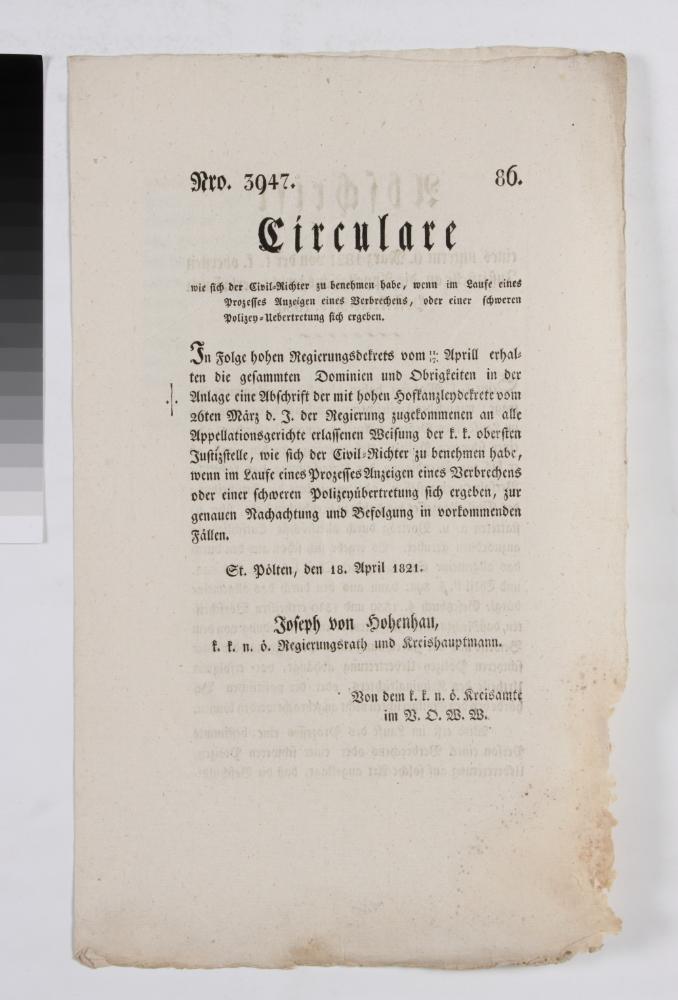 Nro. 3947. 86.
Circulare
wie sich der Civil-Richter zu benehmen habe, wenn im Laufe eines
Prozesses Anzeigen eines Verbrechens, oder einer schweren
Polizey-Uebertretung sich ergeben.
In Folge hohen Regierungsdekrets vom Aprill erhal-
ten die gesammten Dominien und Obrigkeiten in der
Anlage eine Abschrift der mit hohen Hofkanzleydekrete vom
26ten März d. J. der Regierung zugekommenen an alle
Appellationsgerichte erlassenen Weisung der k. k. obersten
Justizstelle, wie sich der Civil-Richter zu benehmen habe,
wenn im Laufe eines Prozesses Anzeigen eines Verbrechens
oder einer schweren Polizeyübertretung sich ergeben, zur
genauen Nachachtung und Befolgung in vorkommenden
Fällen.
St. Pölten, den 18. April 1821.
Joseph von Hohenhau,
k. k. n. ö. Regierungsrath und Kreishauptmann.
Von dem k. k. n. ö. Kreisamte
im V. O. W. W.